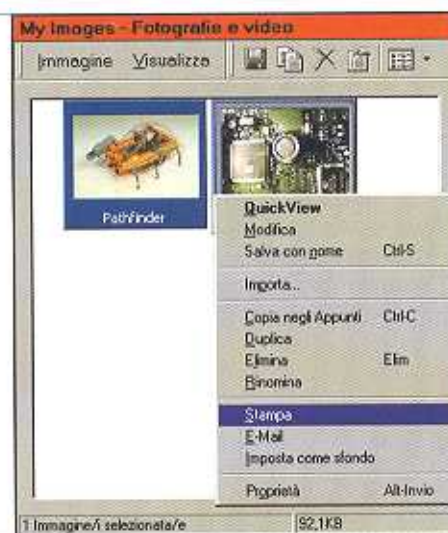 My Images - Fotografie e video
Immagine Visualizza
Pathfinder
QuickView
Modifica
Salva con nome Ctrl-S
Importa...
Copia negli Appunti Ctrl-C
Duplica
Elimina Elim
Rinomina
Stampa
E-Mail
Imposta come sfondo
Proprietà Alt-Invio
1 Immagine/i selezionata/e 92,1KB